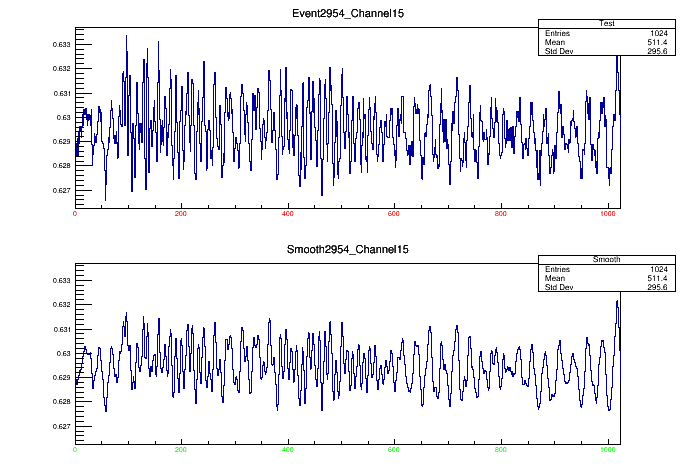 Event2954_Channel15
Test
Entries 1024
Mean 511.4
Std Dev 295.6
0.633
0.632
0.631
0.63
0.629
0.628
0.627
0 200 400 600 800 1000
Smooth2954_Channel15
Smooth
Entries 1024
Mean 511.4
Std Dev 295.6
0.633
0.632
0.631
0.63
0.629
0.628
0.627
0 200 400 600 800 1000